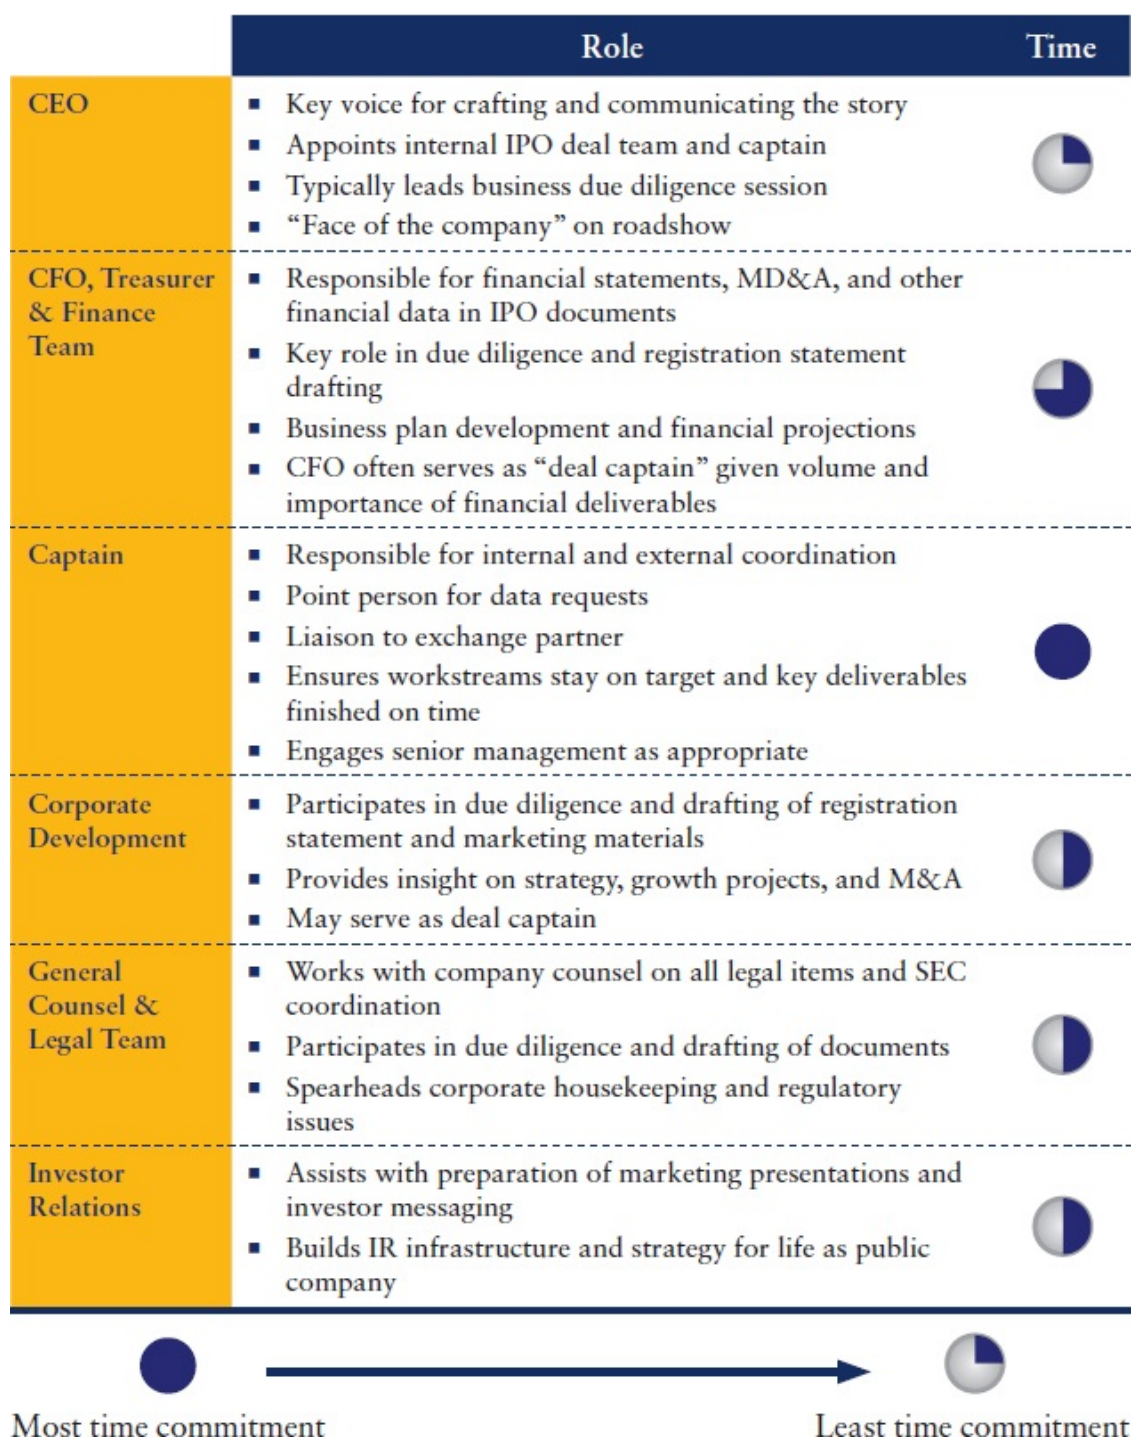 Role Time
CEO
■ Key voice for crafting and communicating the story
■ Appoints internal IPO deal team and captain
■ Typically leads business due diligence session
■ “Face of the company” on roadshow
CFO, Treasurer
& Finance
Team
■ Responsible for financial statements, MD&A, and other
financial data in IPO documents
■ Key role in due diligence and registration statement
drafting
■ Business plan development and financial projections
■ CFO often serves as “deal captain” given volume and
importance of financial deliverables
Captain
■ Responsible for internal and external coordination
■ Point person for data requests
■ Liaison to exchange partner
■ Ensures workstreams stay on target and key deliverables
finished on time
■ Engages senior management as appropriate
Corporate
Development
■ Participates in due diligence and drafting of registration
statement and marketing materials
■ Provides insight on strategy, growth projects, and M&A
■ May serve as deal captain
General
Counsel &
Legal Team
■ Works with company counsel on all legal items and SEC
coordination
■ Participates in due diligence and drafting of documents
■ Spearheads corporate housekeeping and regulatory
issues
Investor
Relations
■ Assists with preparation of marketing presentations and
investor messaging
■ Builds IR infrastructure and strategy for life as public
company
Most time commitment
Least time commitment